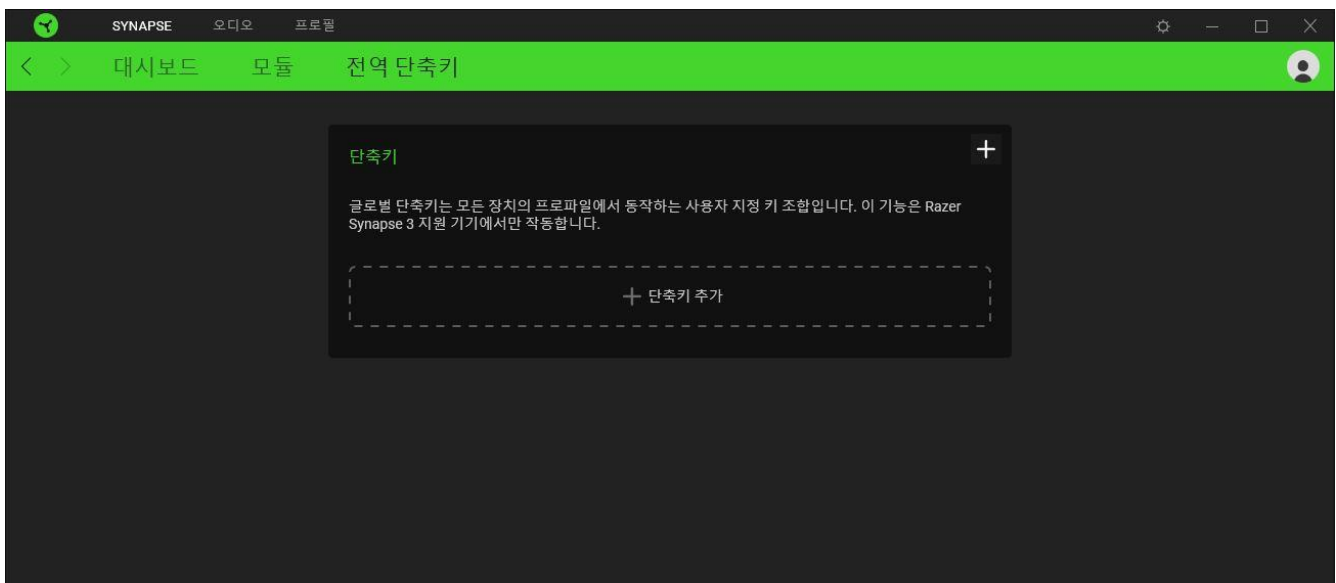 SYNAPSE 오디오 프로필
대시보드 모듈 전역 단축키
단축키
글로벌 단축키는 모든 장치의 프로파일에서 동작하는 사용자 지정 키 조합입니다. 이 기능은 Razer
Synapse 3 지원 기기에서만 작동합니다.
단축키 추가